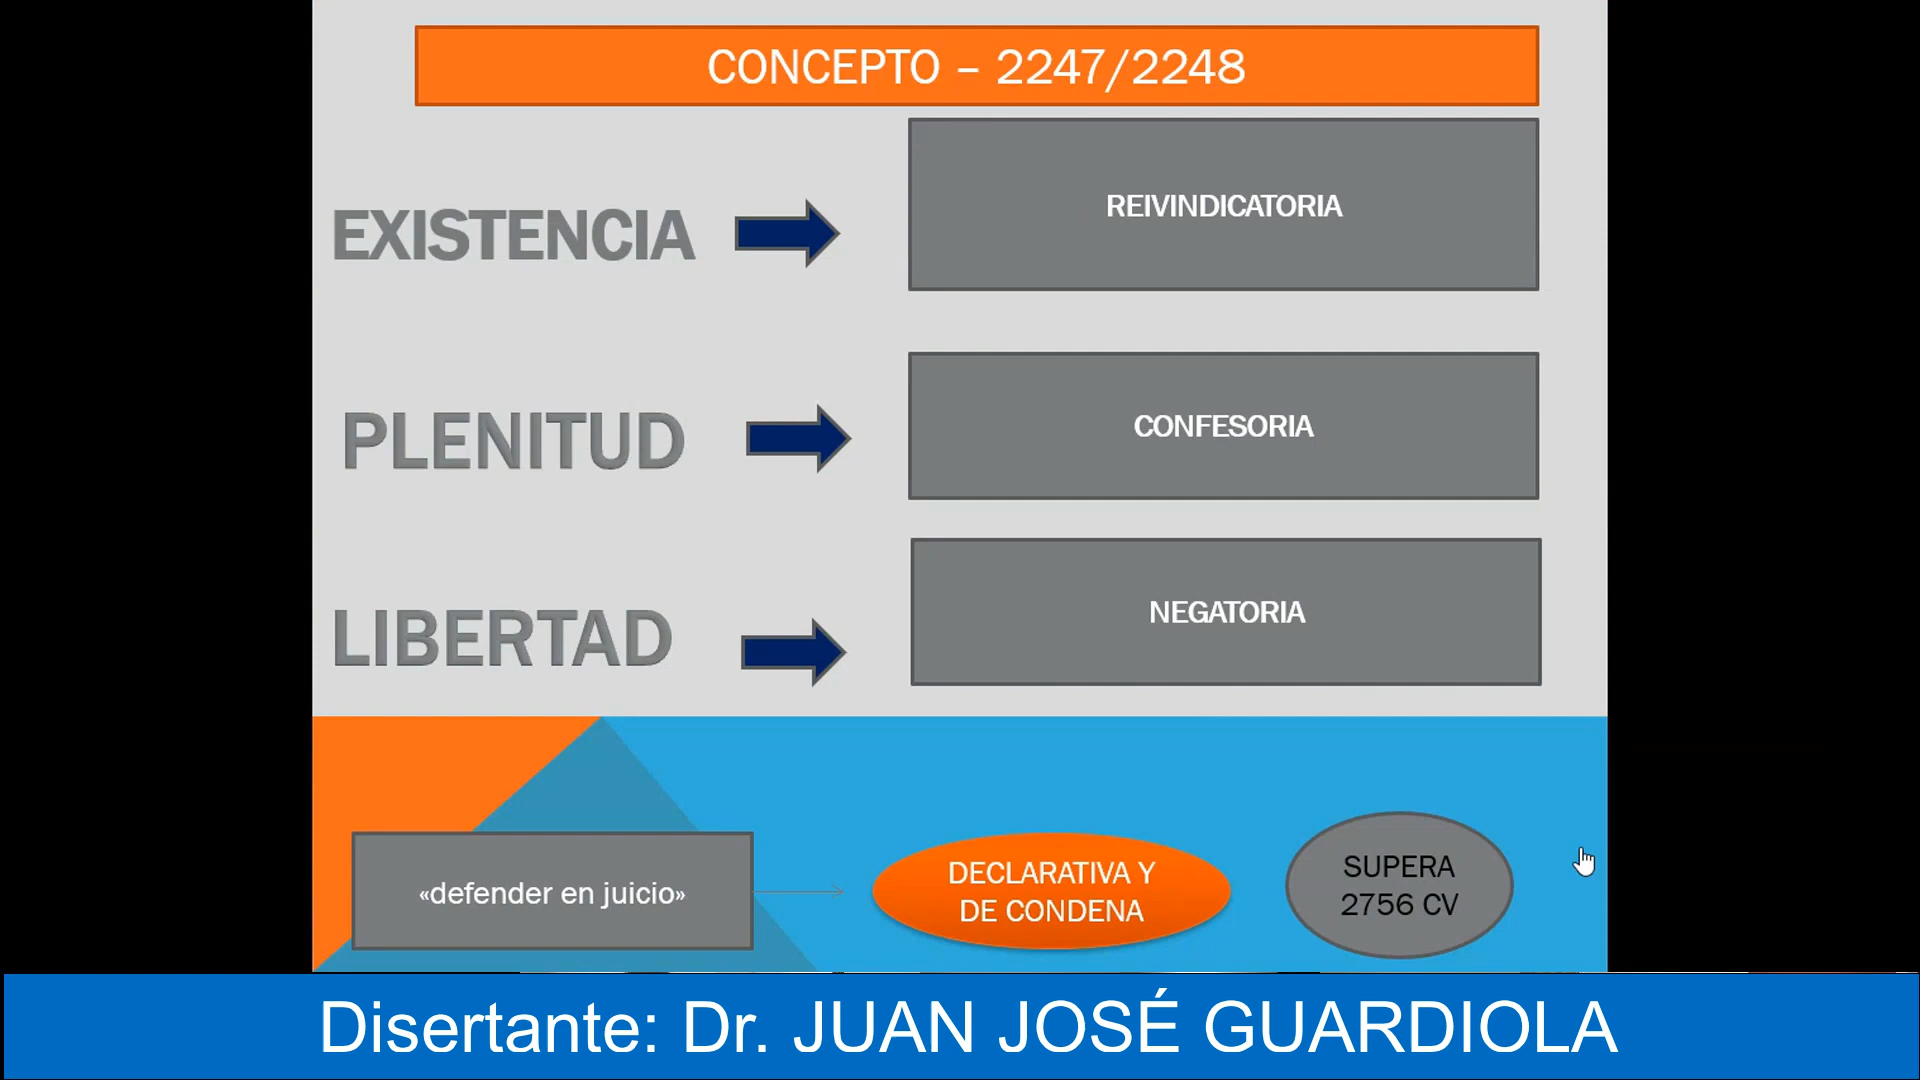 CONCEPTO – 2247/2248
EXISTENCIA
REIVINDICATORIA
PLENITUD
CONFESORIA
LIBERTAD
NEGATORIA
«defender en juicio»
DECLARATIVA Y
DE CONDENA
SUPERA
2756 CV
Disertante: Dr. JUAN JOSÉ GUARDIOLA